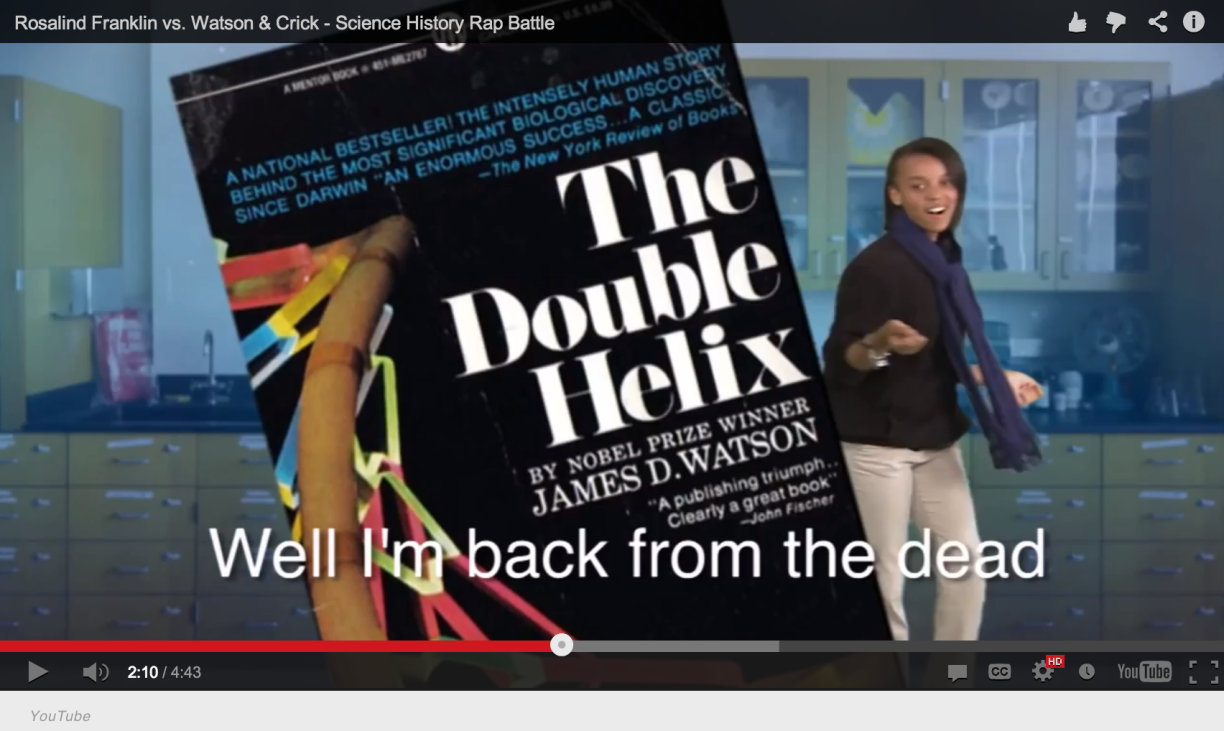 Rosalind Franklin vs. Watson & Crick - Science History Rap Battle
A MENTOR BOOK • 451-ME2787
A NATIONAL BESTSELLER! THE INTENSELY HUMAN STORY
BEHIND THE MOST SIGNIFICANT BIOLOGICAL DISCOVERY
SINCE DARWIN "AN ENORMOUS SUCCESS...A CLASSIC
—The New York Review of Books
The
Double
Helix
BY NOBEL PRIZE WINNER
JAMES D. WATSON
"A publishing triumph..
Clearly a great book"
—John Fischer
Well I'm back from the dead
2:10 / 4:43
CC
HD
YouTube
YouTube